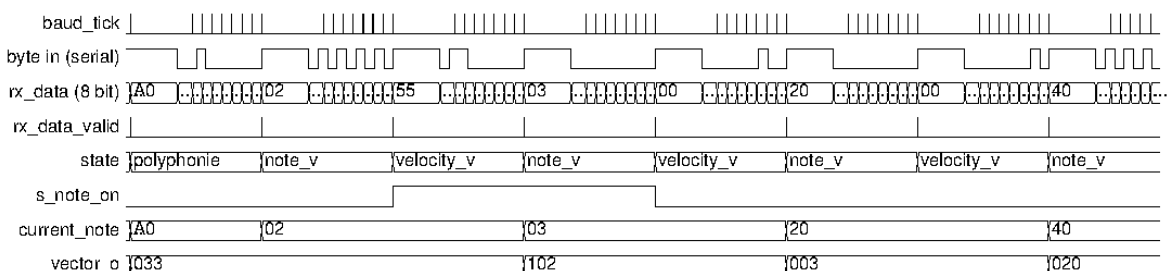 baud_tick
byte in (serial)
rx_data (8 bit) A0 .. .. .. .. .. .. .. .. 02 .. .. .. .. .. .. .. .. 55 .. .. .. .. .. .. .. .. 03 .. .. .. .. .. .. .. .. 00 .. .. .. .. .. .. .. .. 20 .. .. .. .. .. .. .. .. 00 .. .. .. .. .. .. .. .. 40 .. .. .. .. .. ..
rx_data_valid
state polyphonie note_v velocity_v note_v velocity_v note_v velocity_v note_v
s_note_on
current_note A0 02 03 20 40
vector_o 033 102 003 020